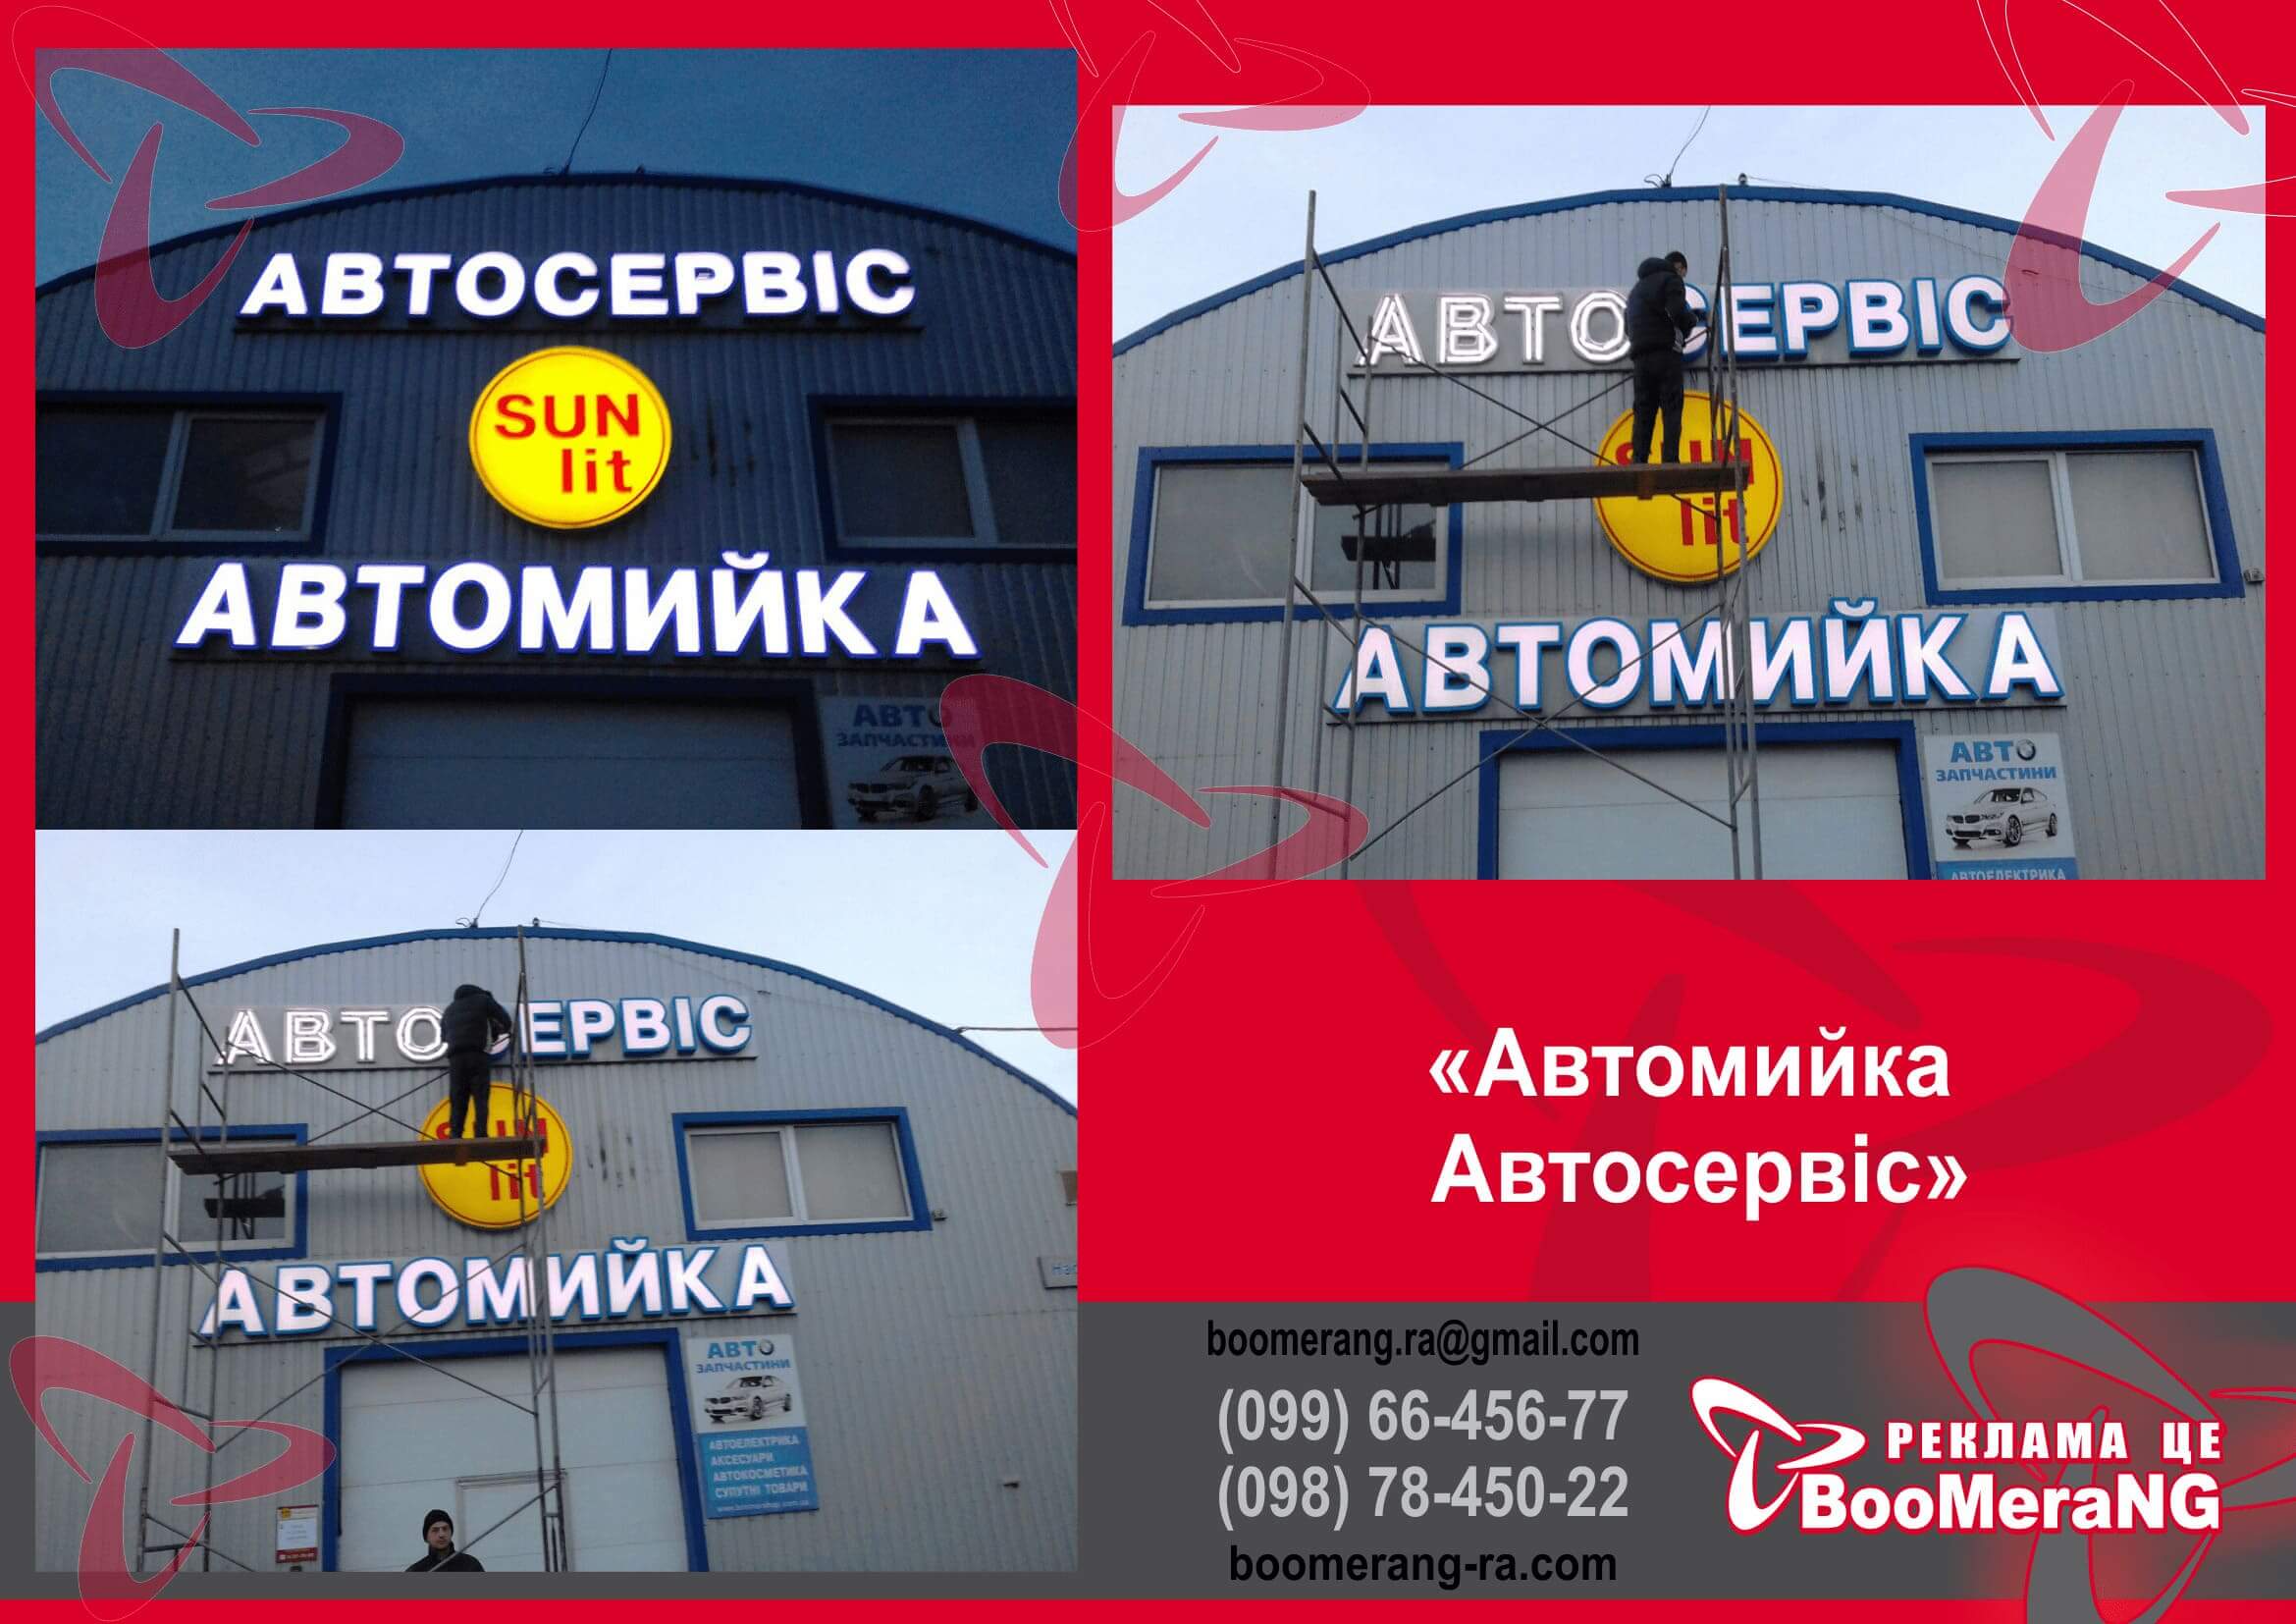 АВТОСЕРВІС
SUN
lit
АВТОМИЙКА
АВТО
ЗАПЧАСТИНИ
АВТОСЕРВІС
SUN
lit
АВТОМИЙКА
АВТО
ЗАПЧАСТИНИ
АВТОЕЛЕКТРИКА
АВТОСЕРВІС
SUN
lit
АВТОМИЙКА
АВТО
ЗАПЧАСТИНИ
АВТОЕЛЕКТРИКА
АКСЕСУАРИ
АВТОКОСМЕТИКА
СУПУТНІ ТОВАРИ
«Автомийка
Автосервіс»
boomerang.ra@gmail.com
(099) 66-456-77
(098) 78-450-22
boomerang-ra.com
РЕКЛАМА ЦЕ
BooMeraNG